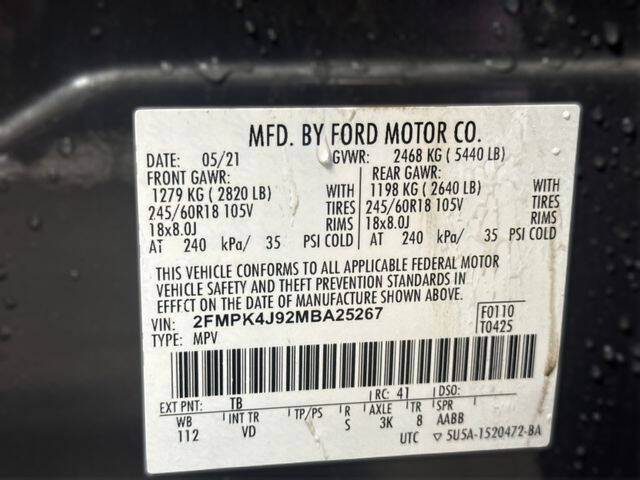 MFD. BY FORD MOTOR CO.
DATE: 05/21 GVWR: 2468 KG ( 5440 LB)
FRONT GAWR: REAR GAWR:
1279 KG ( 2820 LB) WITH 1198 KG ( 2640 LB) WITH
245/60R18 105V TIRES 245/60R18 105V TIRES
18x8.0J RIMS 18x8.0J RIMS
AT 240 kPa/ 35 PSI COLD AT 240 kPa/ 35 PSI COLD
THIS VEHICLE CONFORMS TO ALL APPLICABLE FEDERAL MOTOR
VEHICLE SAFETY AND THEFT PREVENTION STANDARDS IN
EFFECT ON THE DATE OF MANUFACTURE SHOWN ABOVE.
VIN: 2FMPK4J92MBA25267 F0110
TYPE: MPV T0425
EXT PNT: TB RC: 41 DSO:
WB INT TR TP/PS R AXLE TR SPR
112 VD S 3K 8 AABB
UTC ▽5U5A-1520472-BA